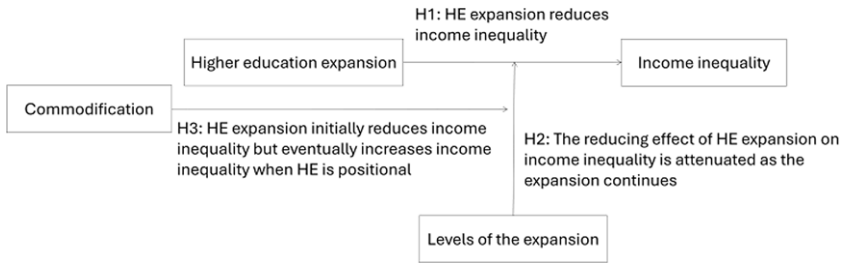 H1: HE expansion reduces
income inequality
Higher education expansion
Income inequality
Commodification
H3: HE expansion initially reduces income
inequality but eventually increases income
inequality when HE is positional
H2: The reducing effect of HE expansion on
income inequality is attenuated as the
expansion continues
Levels of the expansion